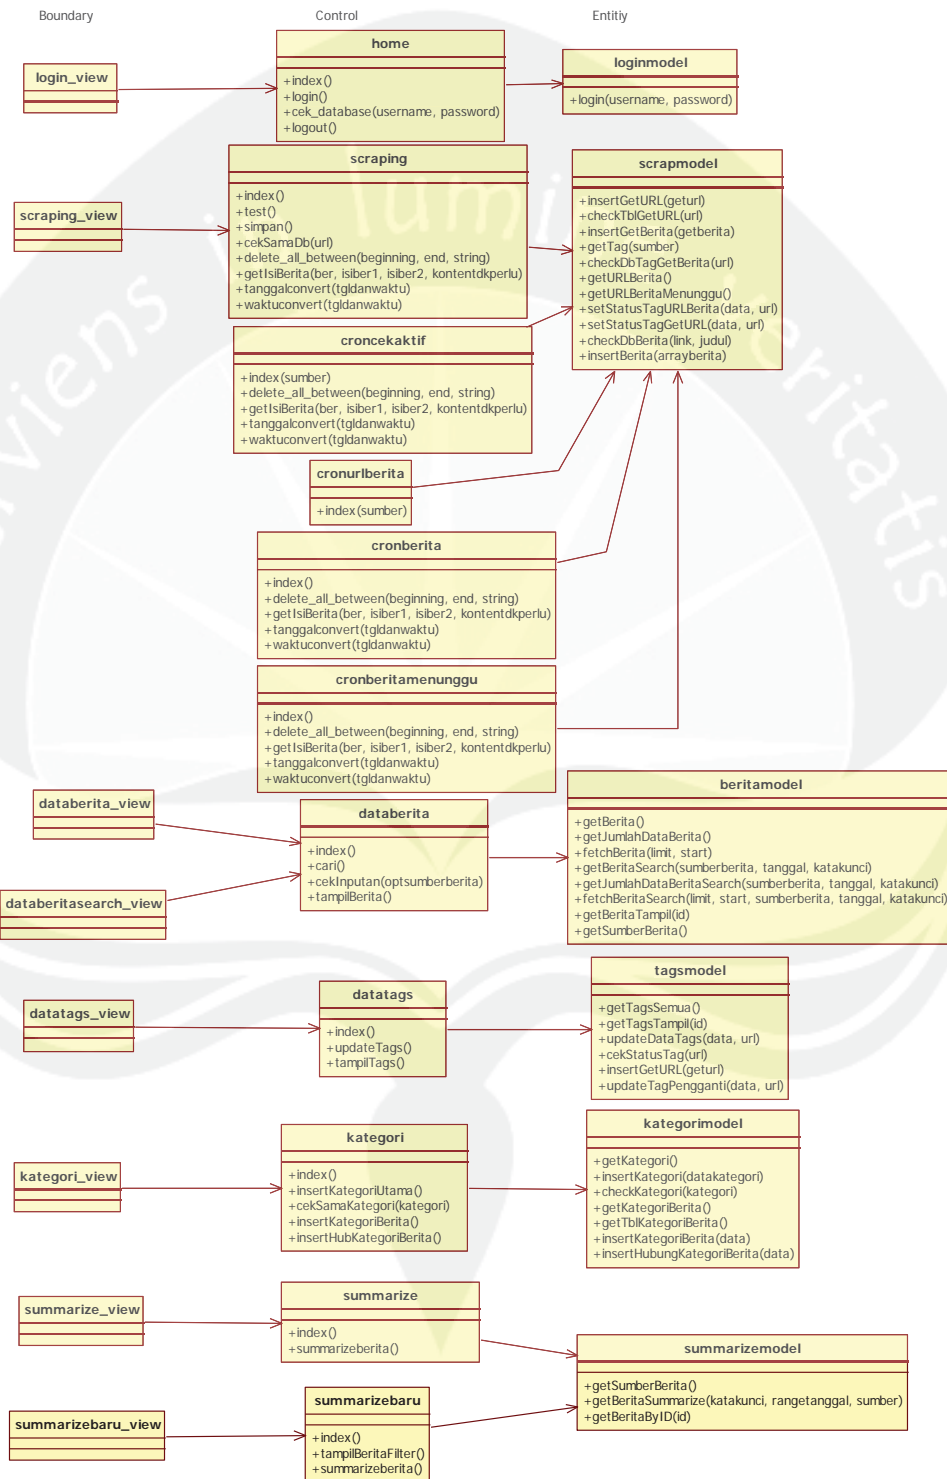 Boundary
Control
Entitiy
login_view
home
+index()
+login()
+cek_database(username, password)
+logout()
loginmodel
+login(username, password)
scraping_view
scraping
+index()
+test()
+simpan()
+cekSamaDb(url)
+delete_all_between(beginning, end, string)
+getIsiBerita(ber, isiber1, isiber2, kontentdkperlu)
+tanggalconvert(tgldanwaktu)
+waktuconvert(tgldanwaktu)
scrapmodel
+insertGetURL(geturl)
+checkTblGetURL(url)
+insertGetBerita(getberita)
+getTag(sumber)
+checkDbTagGetBerita(url)
+getURLBerita()
+getURLBeritaMenunggu()
+setStatusTagURLBerita(data, url)
+setStatusTagGetURL(data, url)
+checkDbBerita(link, judul)
+insertBerita(arrayberita)
croncekaktif
+index(sumber)
+delete_all_between(beginning, end, string)
+getIsiBerita(ber, isiber1, isiber2, kontentdkperlu)
+tanggalconvert(tgldanwaktu)
+waktuconvert(tgldanwaktu)
cronurlberita
+index(sumber)
cronberita
+index()
+delete_all_between(beginning, end, string)
+getIsiBerita(ber, isiber1, isiber2, kontentdkperlu)
+tanggalconvert(tgldanwaktu)
+waktuconvert(tgldanwaktu)
cronberitamenunggu
+index()
+delete_all_between(beginning, end, string)
+getIsiBerita(ber, isiber1, isiber2, kontentdkperlu)
+tanggalconvert(tgldanwaktu)
+waktuconvert(tgldanwaktu)
databerita_view
databeritasearch_view
databerita
+index()
+cari()
+cekInputan(optsumberberita)
+tampilBerita()
beritamodel
+getBerita()
+getJumlahDataBerita()
+fetchBerita(limit, start)
+getBeritaSearch(sumberberita, tanggal, katakunci)
+getJumlahDataBeritaSearch(sumberberita, tanggal, katakunci)
+fetchBeritaSearch(limit, start, sumberberita, tanggal, katakunci)
+getBeritaTampil(id)
+getSumberBerita()
datatags_view
datatags
+index()
+updateTags()
+tampilTags()
tagsmodel
+getTagsSemua()
+getTagsTampil(id)
+updateDataTags(data, url)
+cekStatusTag(url)
+insertGetURL(geturl)
+updateTagPengganti(data, url)
kategori_view
kategori
+index()
+insertKategoriUtama()
+cekSamaKategori(kategori)
+insertKategoriBerita()
+insertHubKategoriBerita()
kategorimodel
+getKategori()
+insertKategori(datakategori)
+checkKategori(kategori)
+getKategoriBerita()
+getTblKategoriBerita()
+insertKategoriBerita(data)
+insertHubungKategoriBerita(data)
summarize_view
summarize
+index()
+summarizeberita()
summarizemodel
+getSumberBerita()
+getBeritaSummarize(katakunci, rangetanggal, sumber)
+getBeritaByID(id)
summarizebaru_view
summarizebaru
+index()
+tampilBeritaFilter()
+summarizeberita()